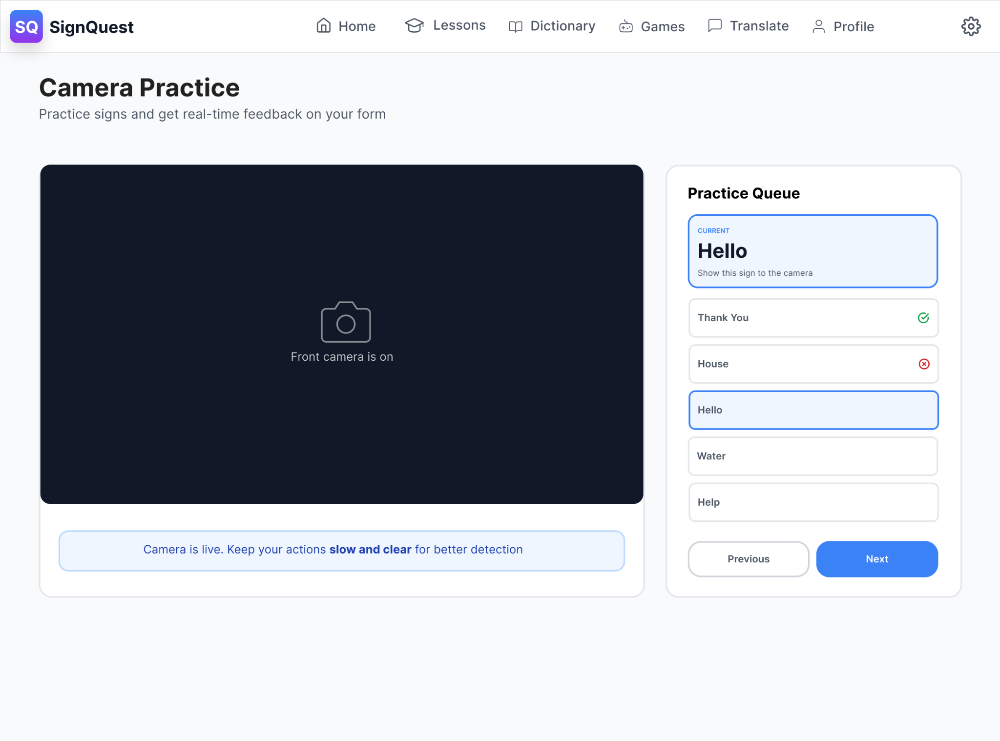 SQ SignQuest
Home Lessons Dictionary Games Translate Profile
Camera Practice
Practice signs and get real-time feedback on your form
Front camera is on
Camera is live. Keep your actions slow and clear for better detection
Practice Queue
CURRENT
Hello
Show this sign to the camera
Thank You
House
Hello
Water
Help
Previous Next